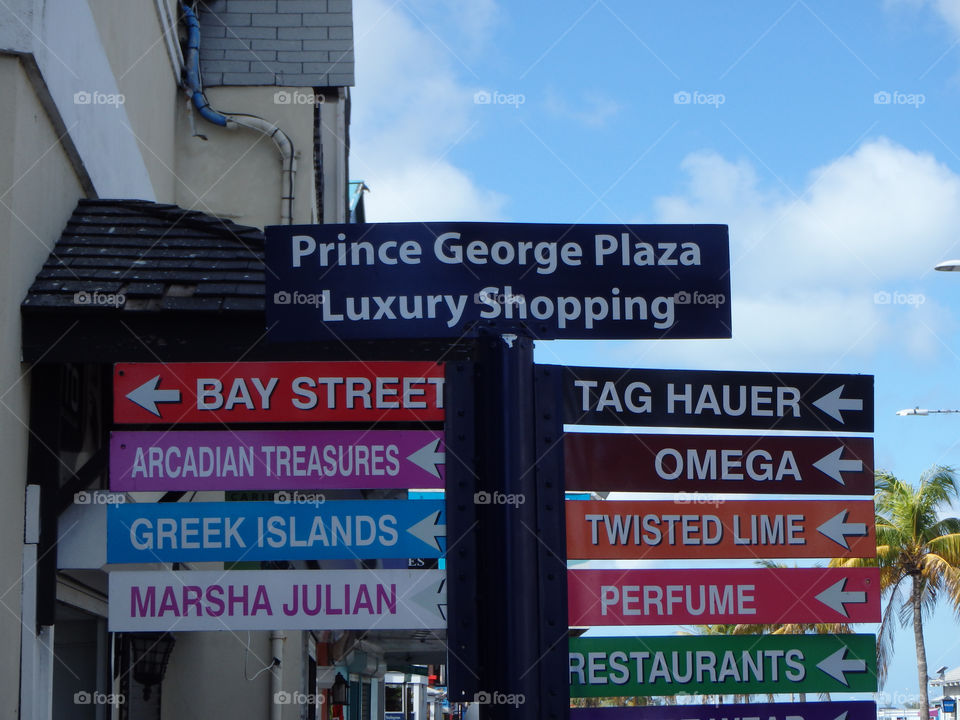 Prince George Plaza
Luxury Shopping
BAY STREET
ARCADIAN TREASURES
GREEK ISLANDS
MARSHA JULIAN
TAG HAUER
OMEGA
TWISTED LIME
PERFUME
RESTAURANTS